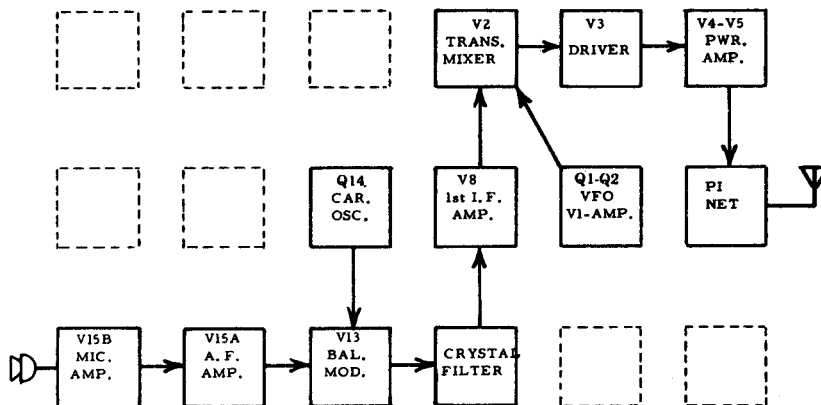 V2
TRANS.
MIXER
V3
DRIVER
V4-V5
PWR.
AMP.
Q14.
CAR.
OSC.
V8
1st I.F.
AMP.
Q1-Q2
VFO
V1-AMP.
PI
NET
V15B
MIC.
AMP.
V15A
A.F.
AMP.
V13
BAL.
MOD.
CRYSTAL
FILTER